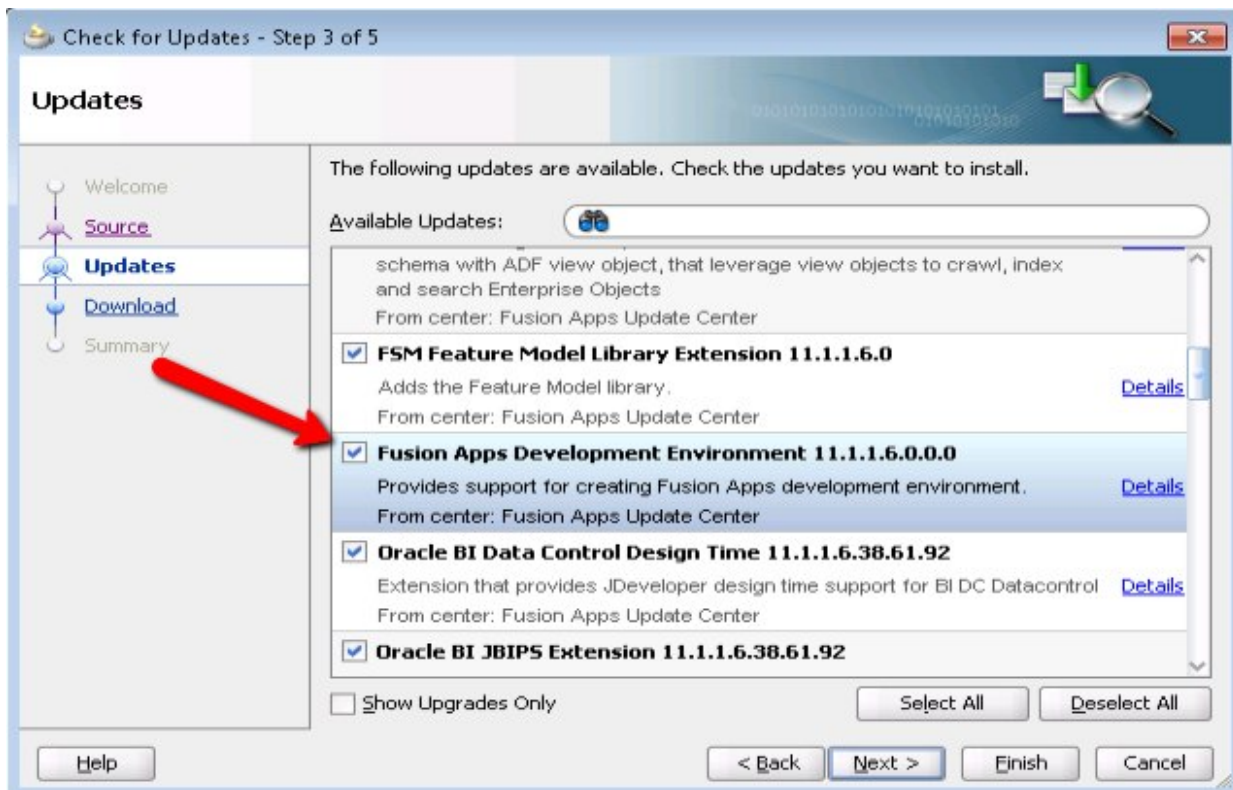 Check for Updates - Step 3 of 5
Updates
Welcome
Source
Updates
Download
Summary
The following updates are available. Check the updates you want to install.
Available Updates:
schema with ADF view object, that leverage view objects to crawl, index
and search Enterprise Objects
From center: Fusion Apps Update Center
FSM Feature Model Library Extension 11.1.1.6.0
Adds the Feature Model library.
Details
From center: Fusion Apps Update Center
Fusion Apps Development Environment 11.1.1.6.0.0.0
Provides support for creating Fusion Apps development environment.
Details
From center: Fusion Apps Update Center
Oracle BI Data Control Design Time 11.1.1.6.38.61.92
Extension that provides JDeveloper design time support for BI DC Datacontrol
Details
From center: Fusion Apps Update Center
Oracle BI JBIPS Extension 11.1.1.6.38.61.92
Show Upgrades Only
Select All
Deselect All
Help
< Back
Next >
Finish
Cancel